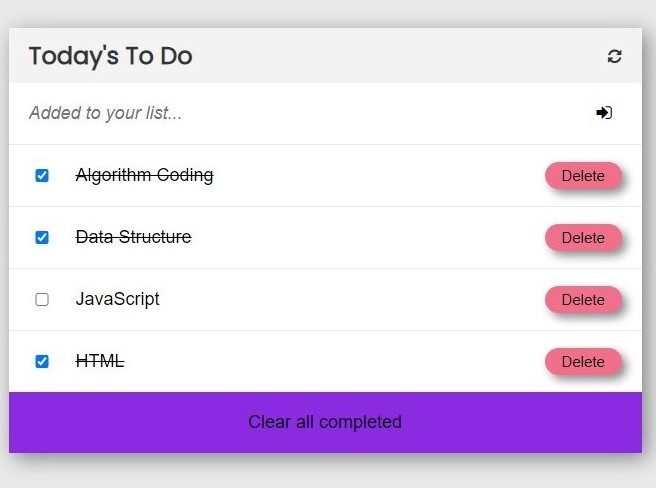 Today's To Do
Added to your list...
Algorithm Coding Delete
Data Structure Delete
JavaScript Delete
HTML Delete
Clear all completed